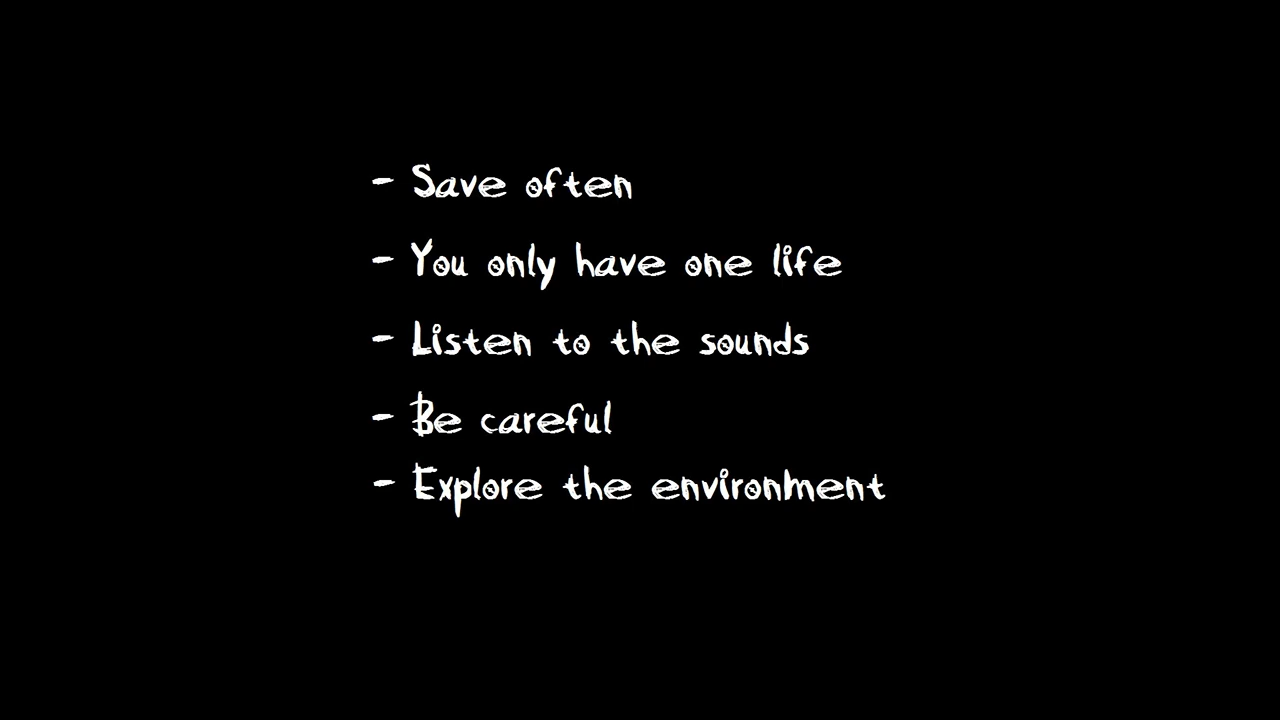 - Save often
- You only have one life
- Listen to the sounds
- Be careful
- Explore the environment